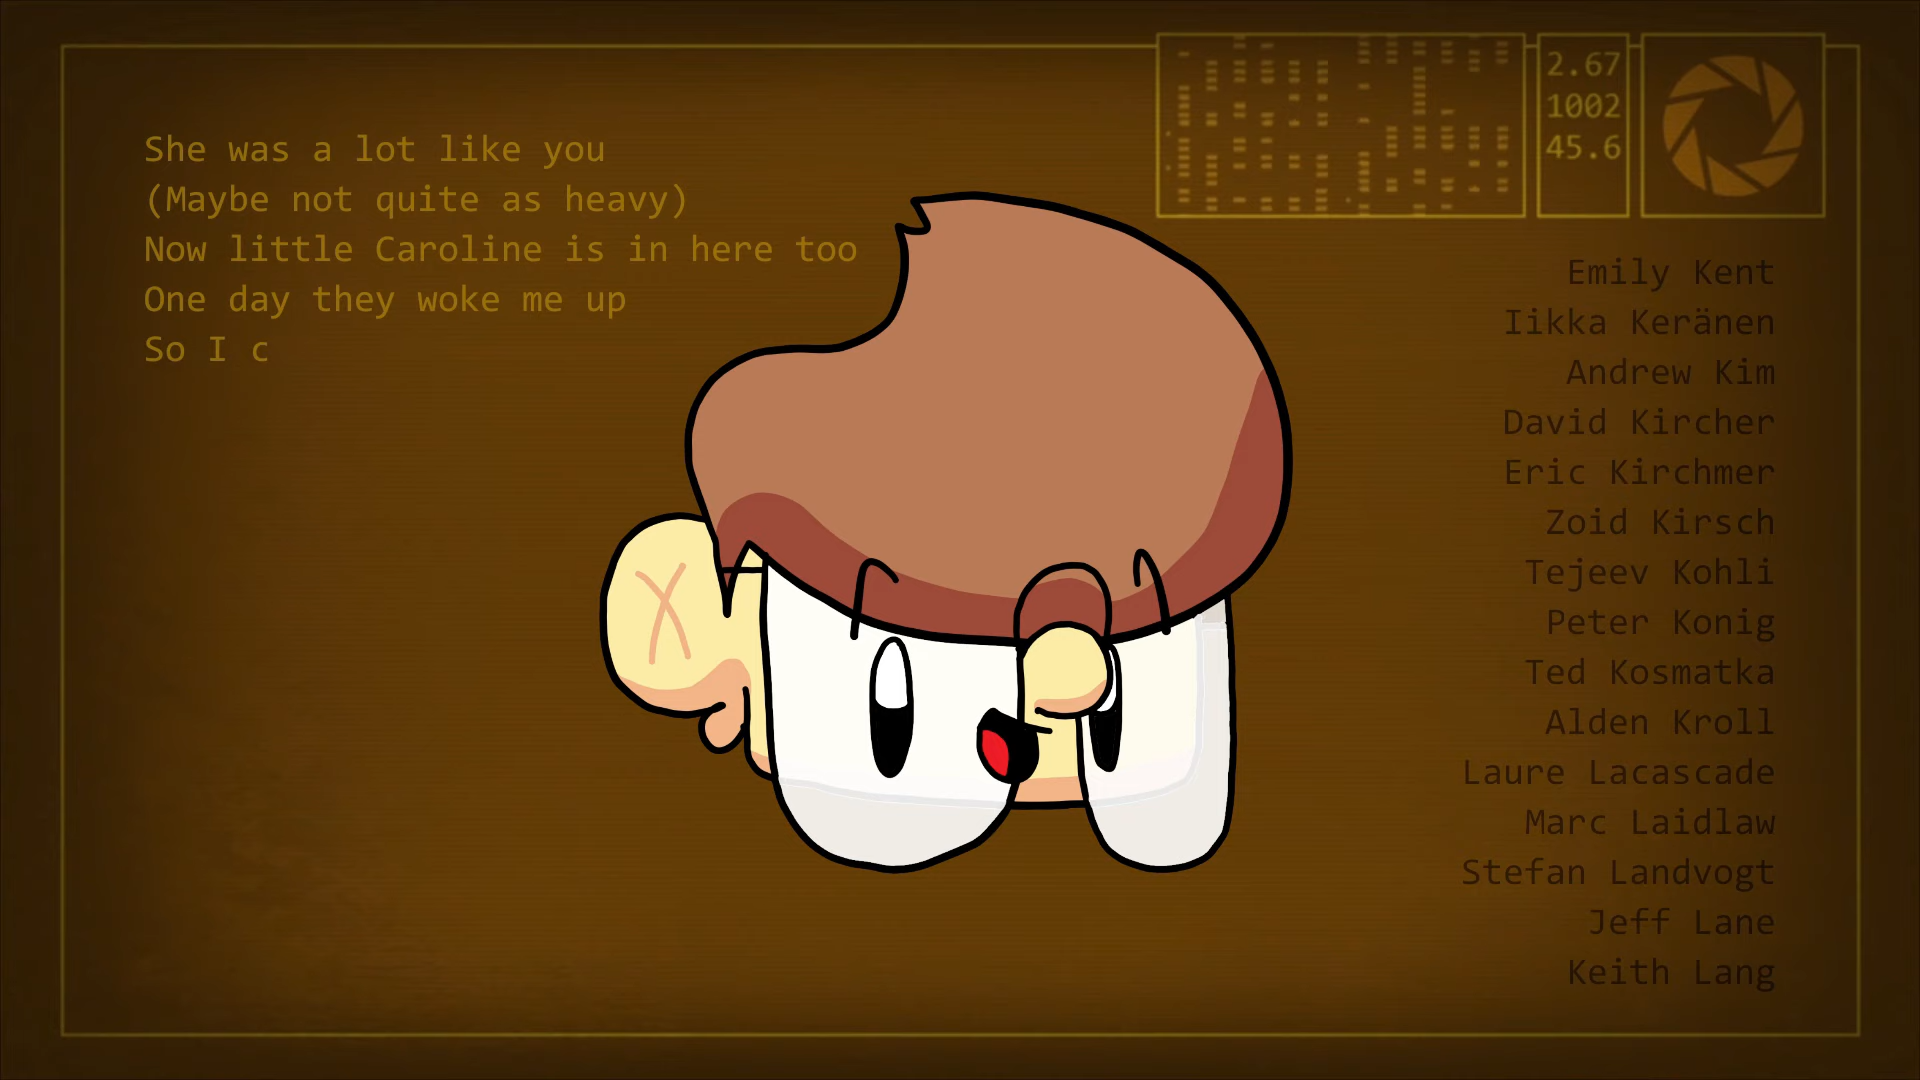 She was a lot like you
(Maybe not quite as heavy)
Now little Caroline is in here too
One day they woke me up
So I c
2.67
1002
45.6
Emily Kent
Iikka Keränen
Andrew Kim
David Kircher
Eric Kirchmer
Zoid Kirsch
Tejeev Kohli
Peter Konig
Ted Kosmatka
Alden Kroll
Laure Lacascade
Marc Laidlaw
Stefan Landvogt
Jeff Lane
Keith Lang